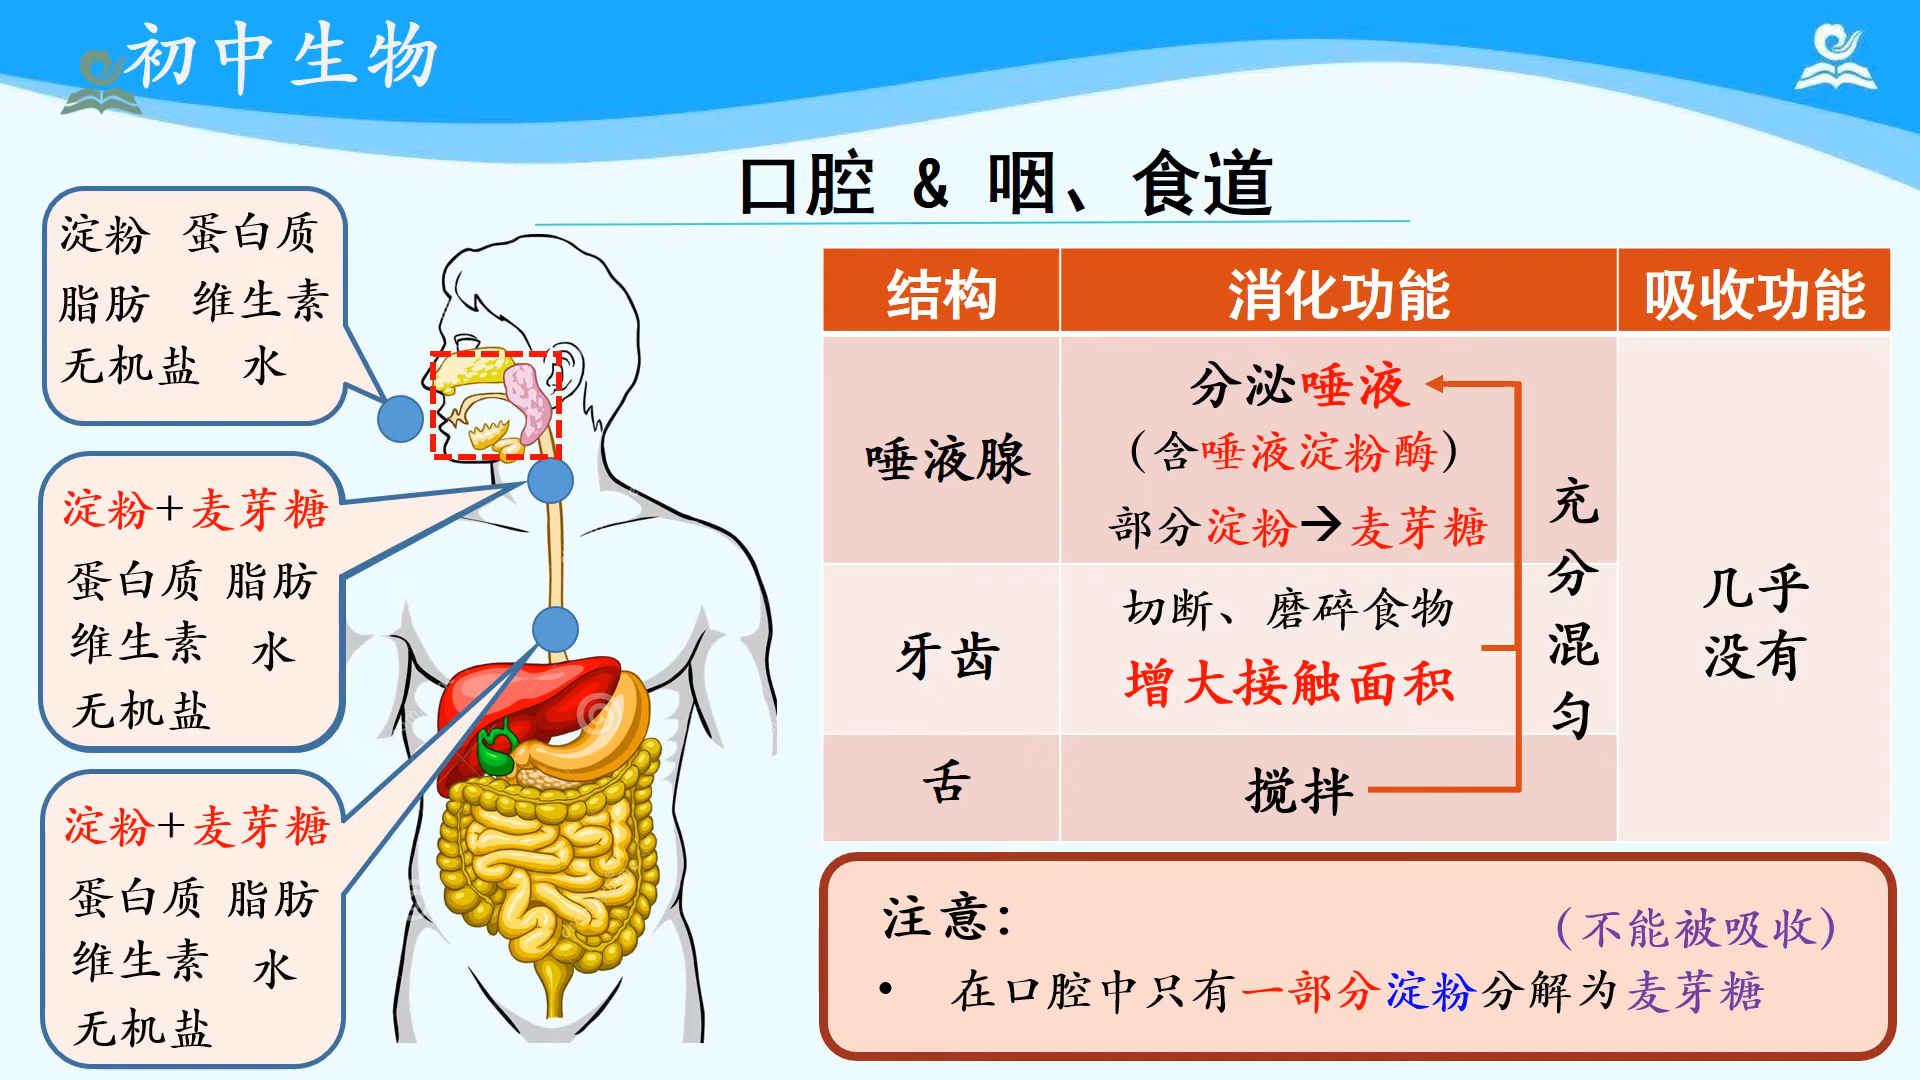 初中生物
口腔 & 咽、食道
淀粉 蛋白质
脂肪 维生素
无机盐 水
淀粉+麦芽糖
蛋白质 脂肪
维生素 水
无机盐
淀粉+麦芽糖
蛋白质 脂肪
维生素 水
无机盐
结构 消化功能 吸收功能
唾液腺
分泌唾液
（含唾液淀粉酶）
部分淀粉→麦芽糖
牙齿
切断、磨碎食物
增大接触面积
舌
搅拌
充分混匀
几乎
没有
注意：
（不能被吸收）
• 在口腔中只有一部分淀粉分解为麦芽糖